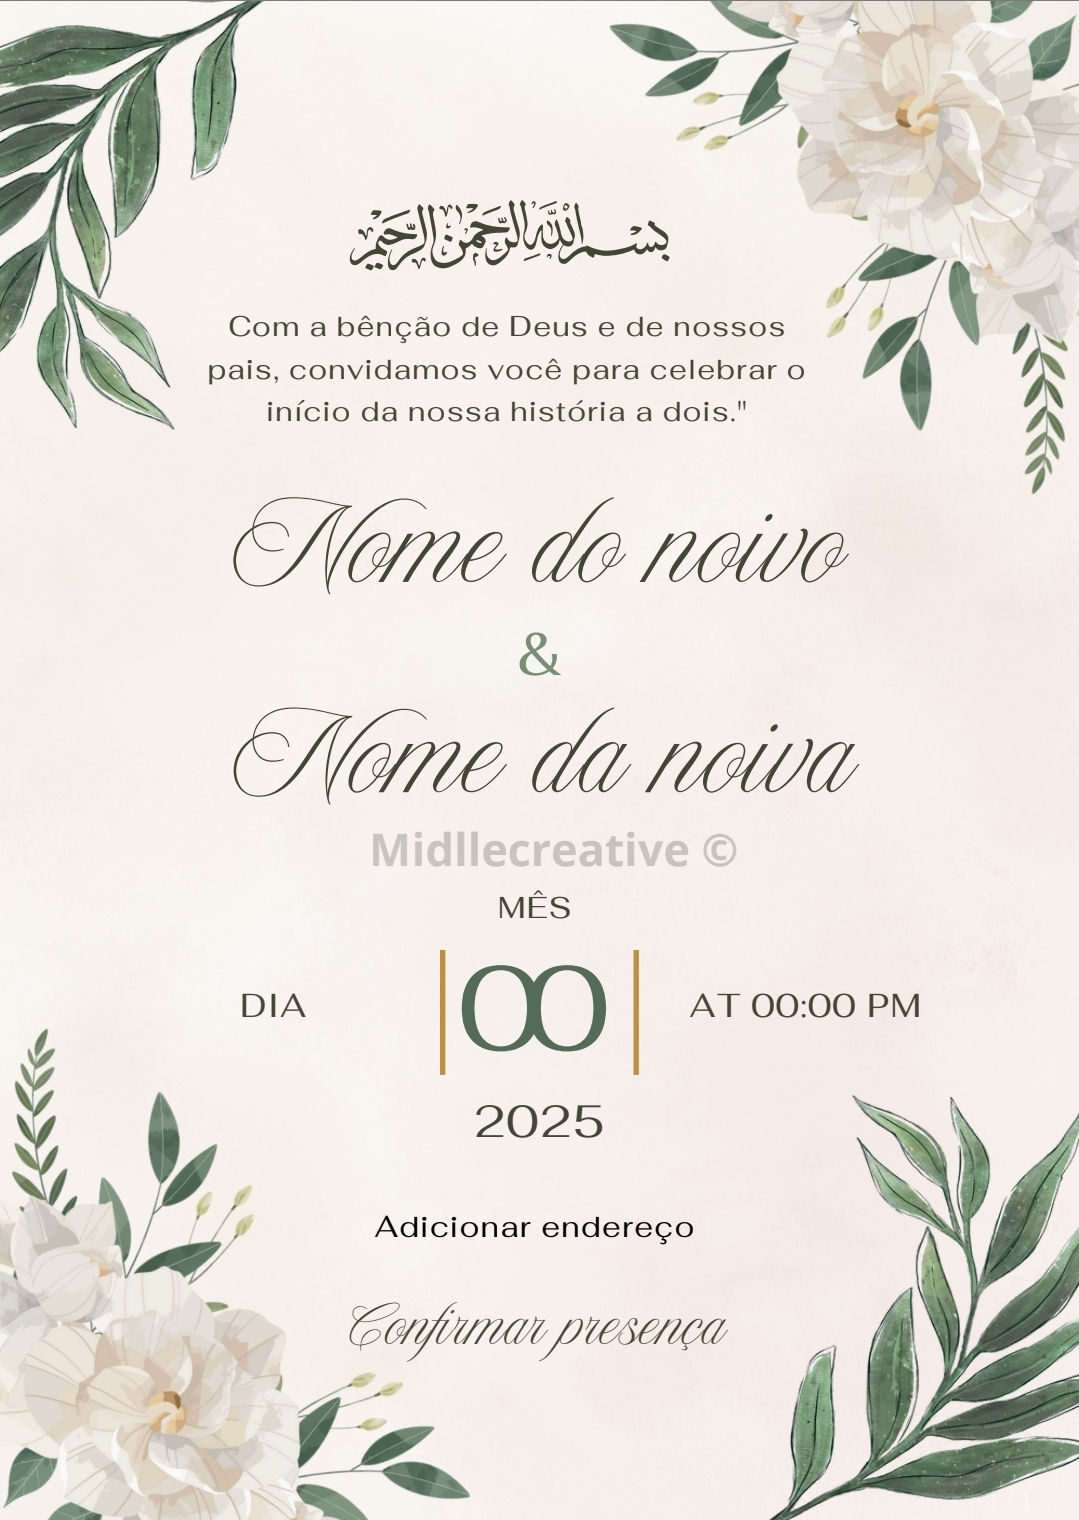 بسم الله الرحمن الرحيم
Com a bênção de Deus e de nossos
pais, convidamos você para celebrar o
início da nossa história a dois."
Nome do noivo
&
Nome da noiva
Midllecreative ©
MÊS
DIA
00
AT 00:00 PM
2025
Adicionar endereço
Confirmar presença